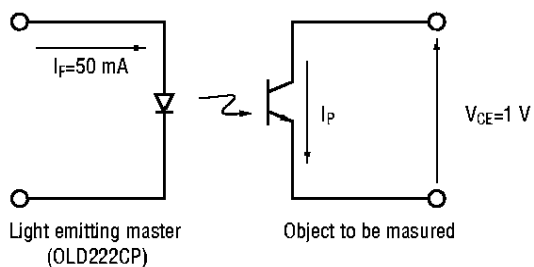 I_F=50 mA
I_P
V_CE=1 V
Light emitting master
(OLD222CP)
Object to be masured